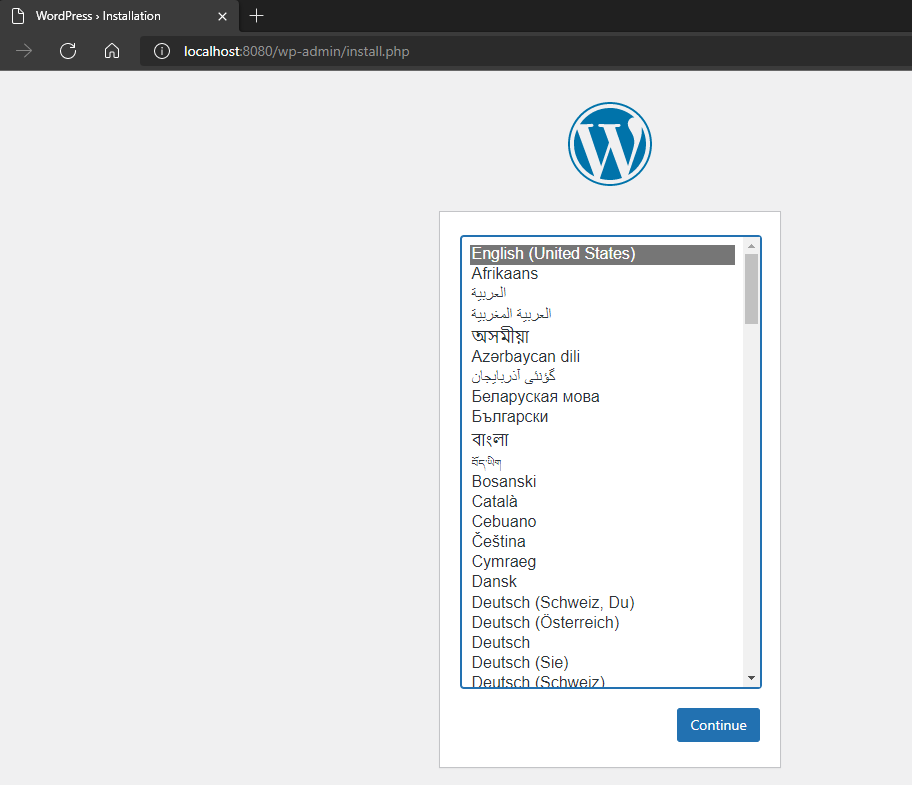 WordPress › Installation
localhost:8080/wp-admin/install.php
English (United States)
Afrikaans
العربية
العربية المغربية
অসমীয়া
Azərbaycan dili
گؤنئی آذربایجان
Беларуская мова
Български
বাংলা
བོད་ཡིག
Bosanski
Català
Cebuano
Čeština
Cymraeg
Dansk
Deutsch (Schweiz, Du)
Deutsch (Österreich)
Deutsch
Deutsch (Sie)
Deutsch (Schweiz)
Continue